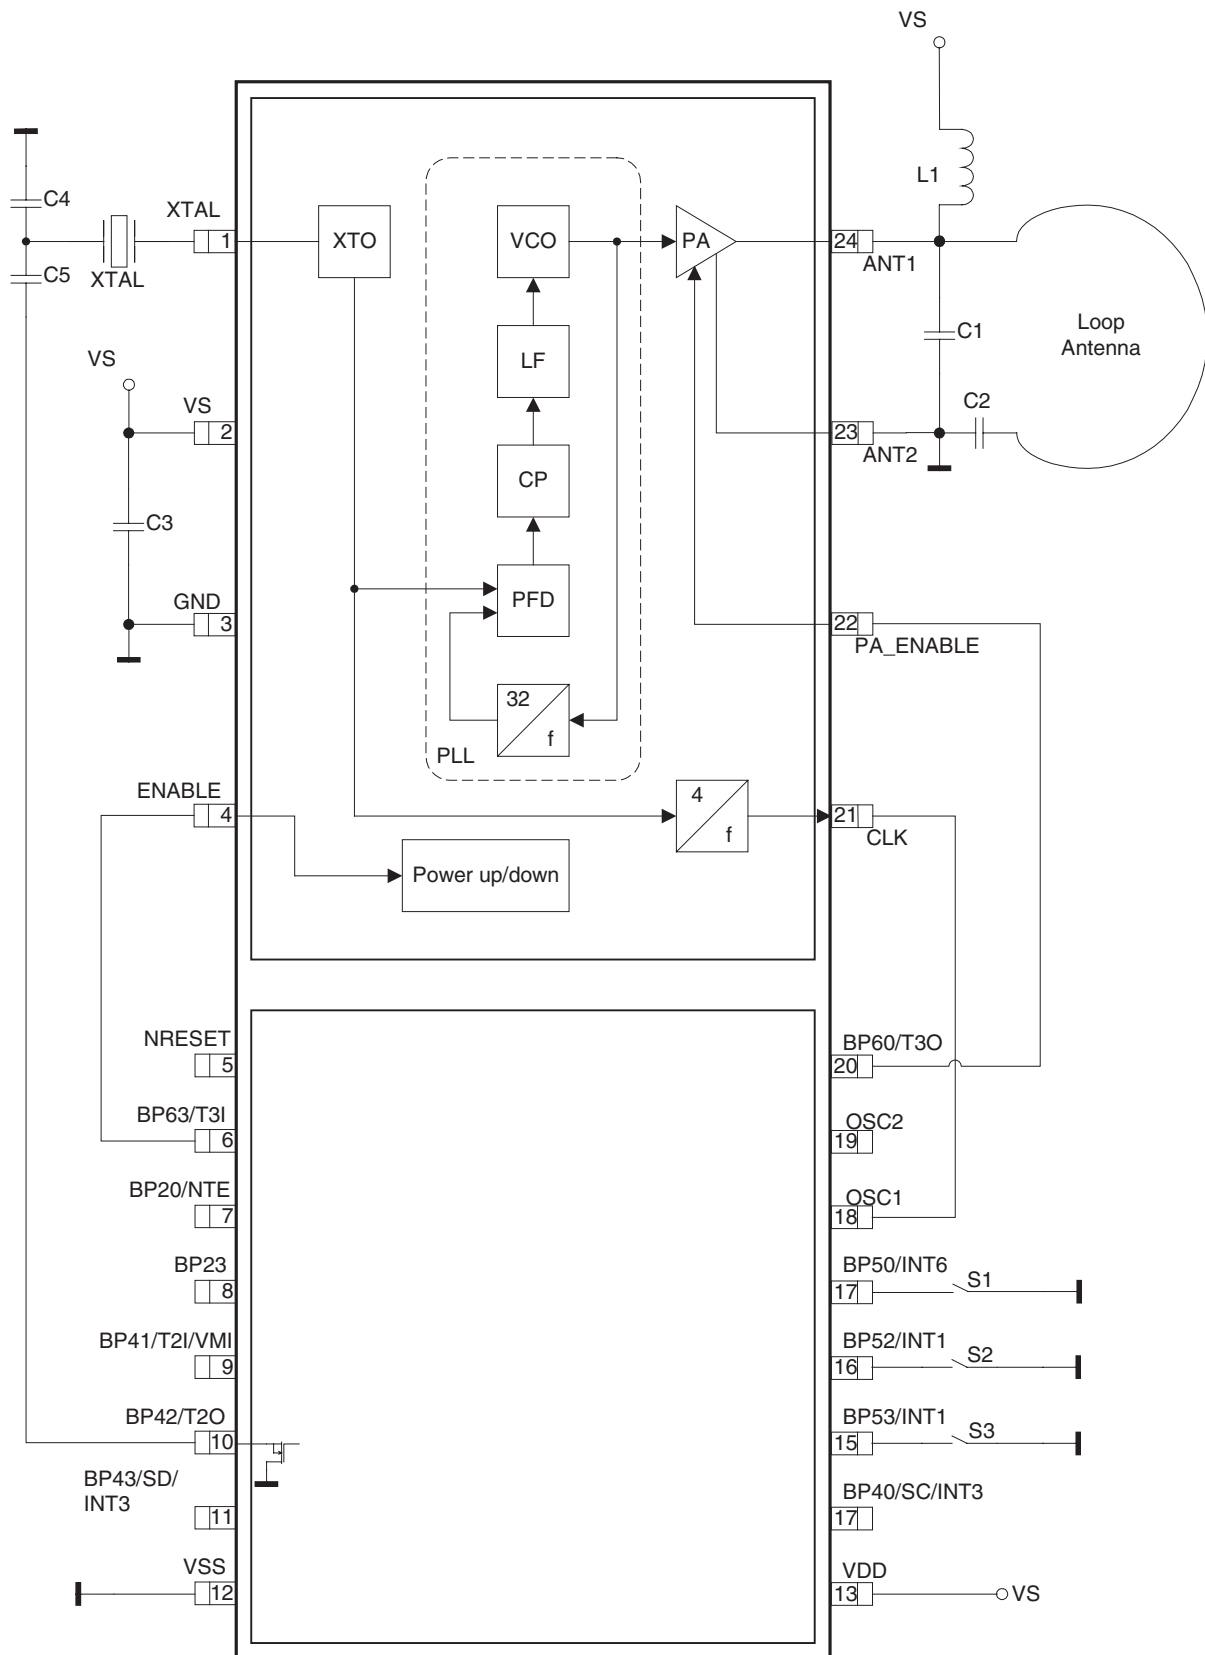 VS
L1
C4
XTAL
1
XTO
VCO
PA
24
ANT1
C5
XTAL
LF
C1
Loop
Antenna
VS
VS
2
C2
23
ANT2
CP
C3
GND
3
PFD
22
PA_ENABLE
32
f
PLL
ENABLE
4
4
f
21
CLK
Power up/down
NRESET
5
BP60/T3O
20
BP63/T3I
6
OSC2
19
BP20/NTE
7
OSC1
18
BP23
8
BP50/INT6
17
S1
BP41/T2I/VMI
9
BP52/INT1
16
S2
BP42/T2O
10
BP53/INT1
15
S3
BP43/SD/
INT3
11
BP40/SC/INT3
17
VSS
12
VDD
13
VS